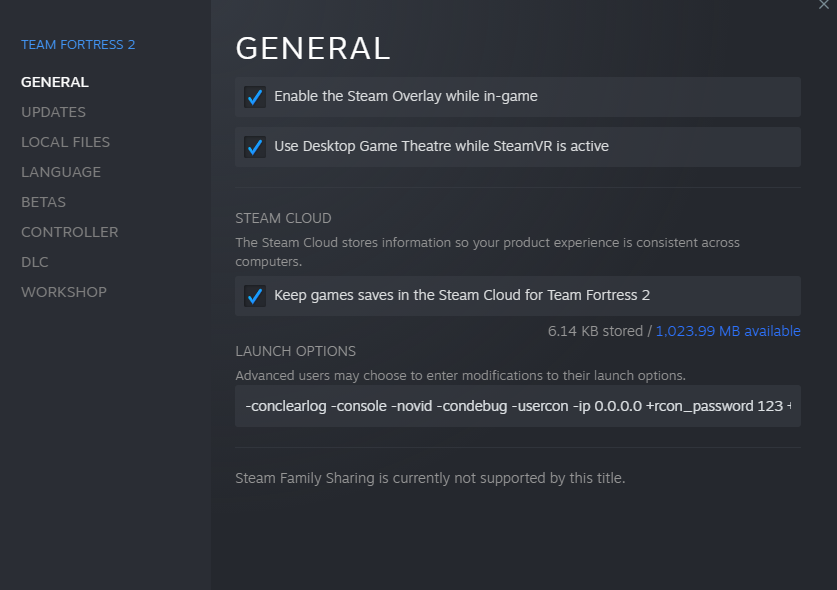 TEAM FORTRESS 2
GENERAL
UPDATES
LOCAL FILES
LANGUAGE
BETAS
CONTROLLER
DLC
WORKSHOP
GENERAL
Enable the Steam Overlay while in-game
Use Desktop Game Theatre while SteamVR is active
STEAM CLOUD
The Steam Cloud stores information so your product experience is consistent across
computers.
Keep games saves in the Steam Cloud for Team Fortress 2
6.14 KB stored / 1,023.99 MB available
LAUNCH OPTIONS
Advanced users may choose to enter modifications to their launch options.
-conclearlog -console -novid -condebug -usercon -ip 0.0.0.0 +rcon_password 123 +
Steam Family Sharing is currently not supported by this title.